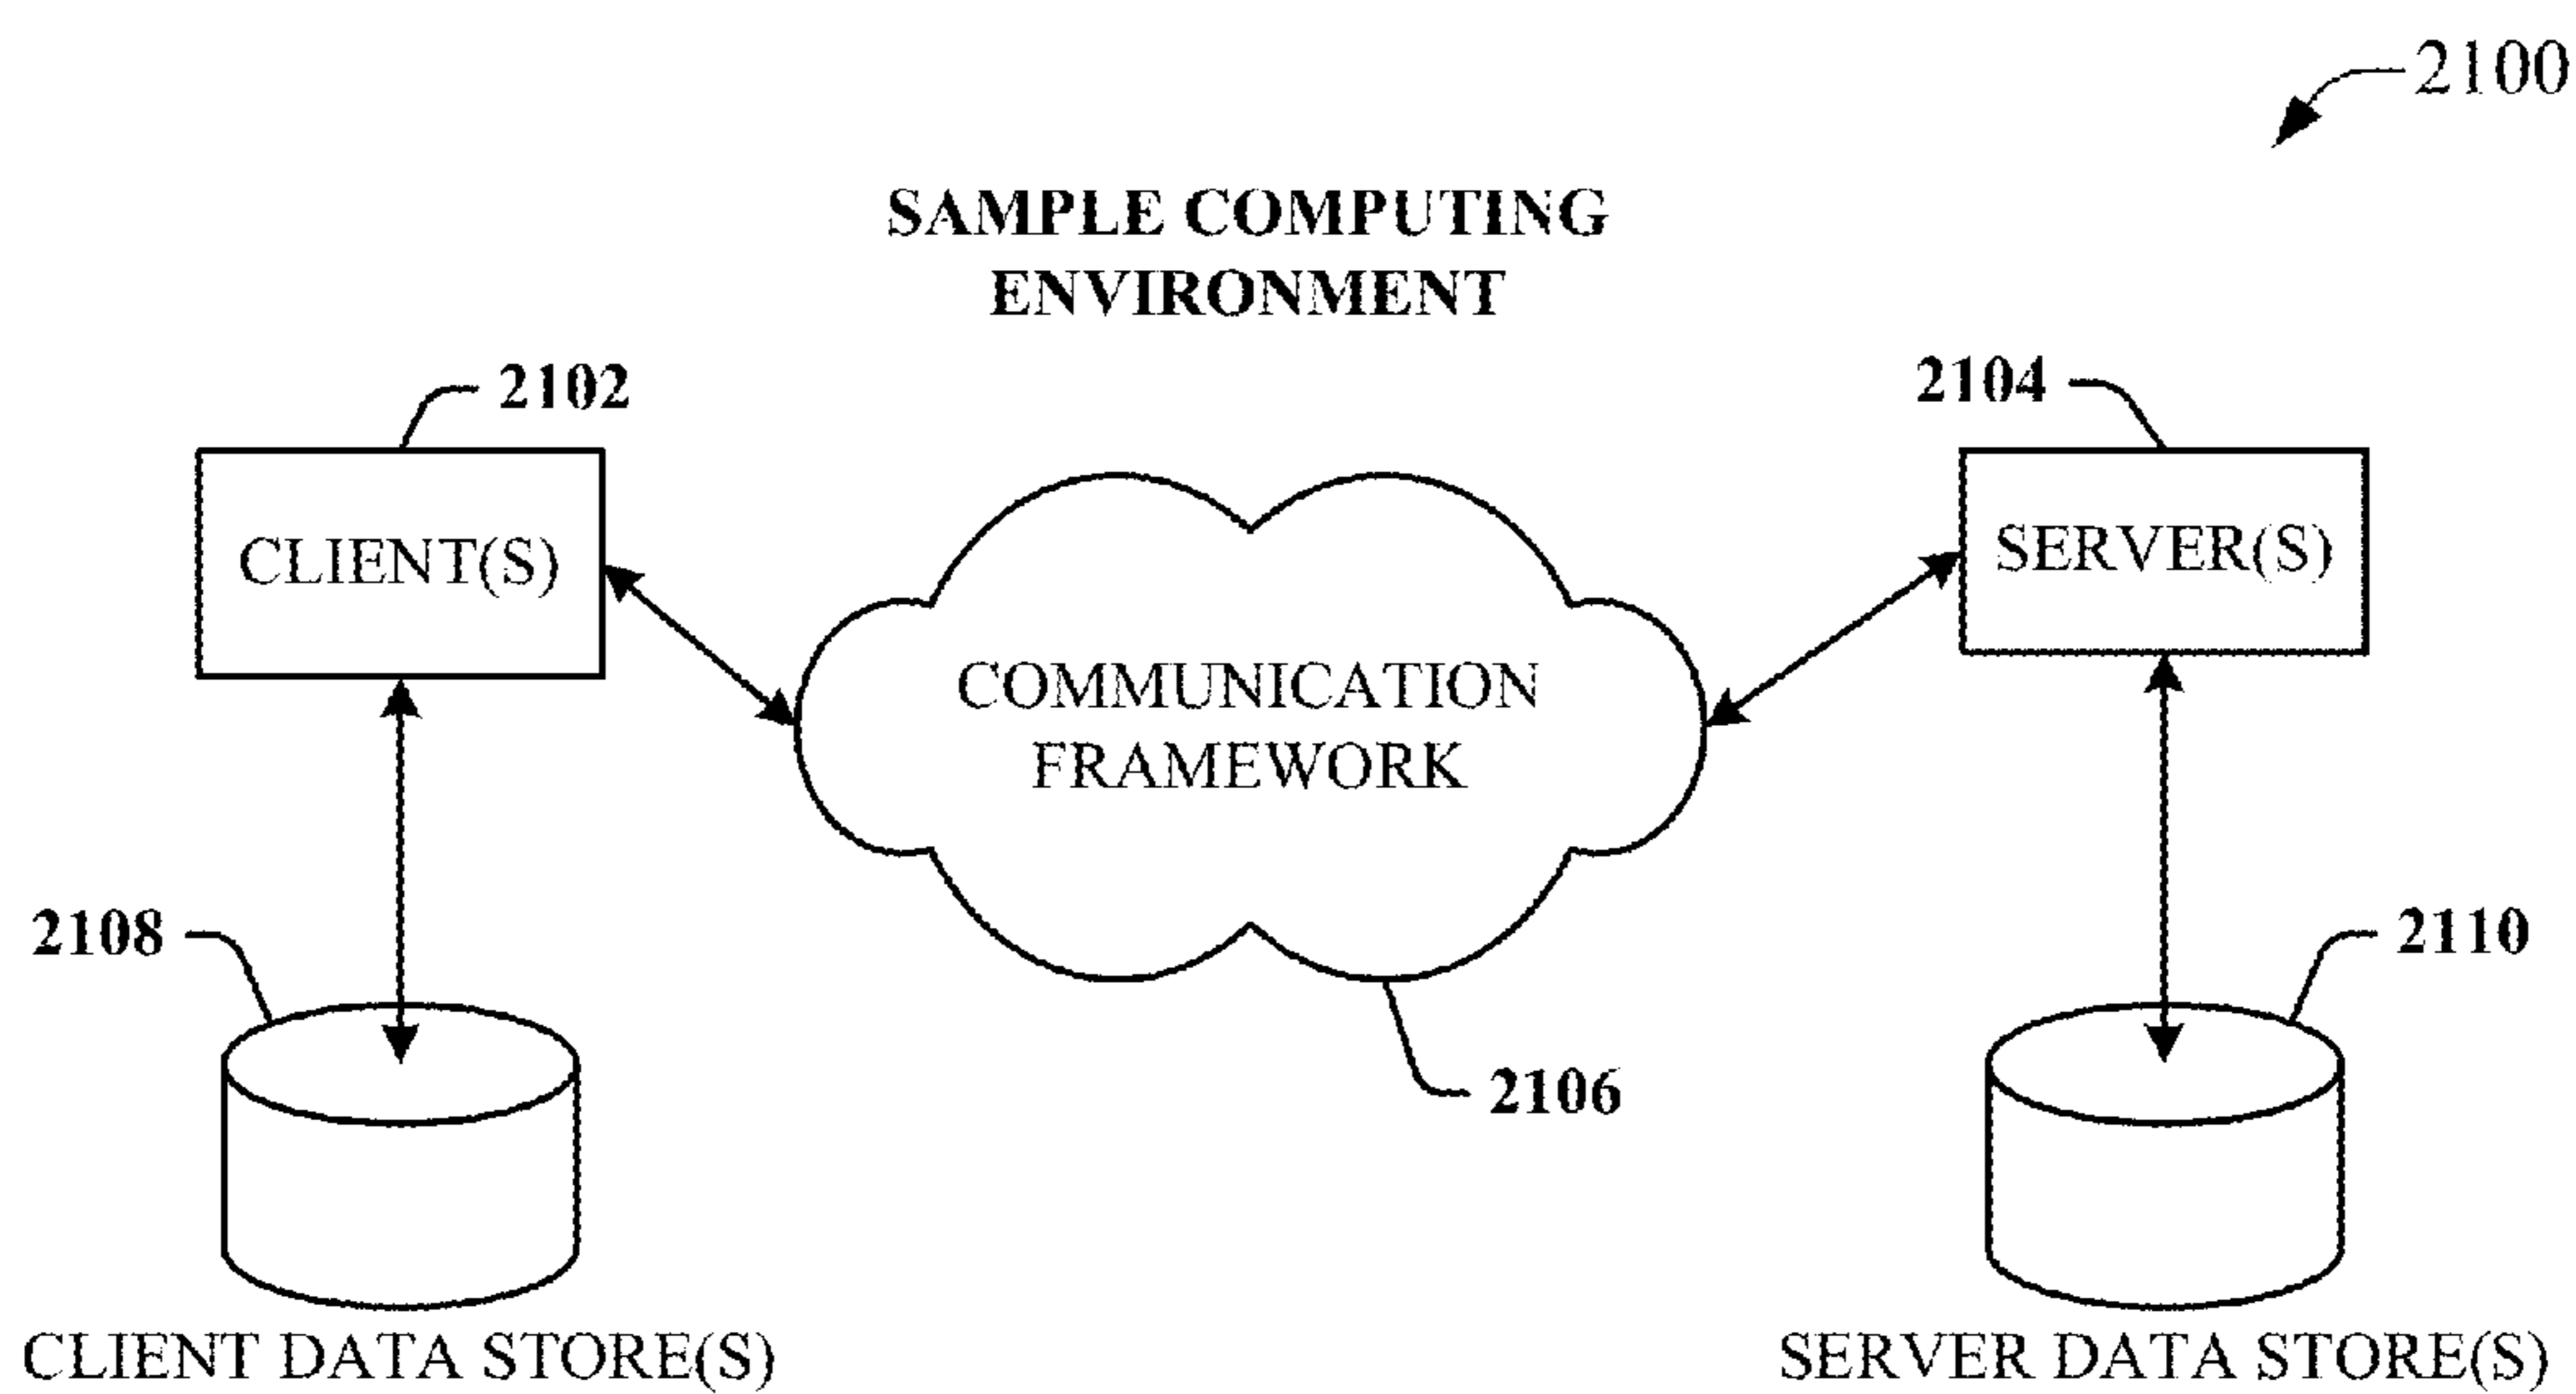 2100
SAMPLE COMPUTING
ENVIRONMENT
2102
2104
CLIENT(S)
SERVER(S)
COMMUNICATION
FRAMEWORK
2108
2110
2106
CLIENT DATA STORE(S)
SERVER DATA STORE(S)